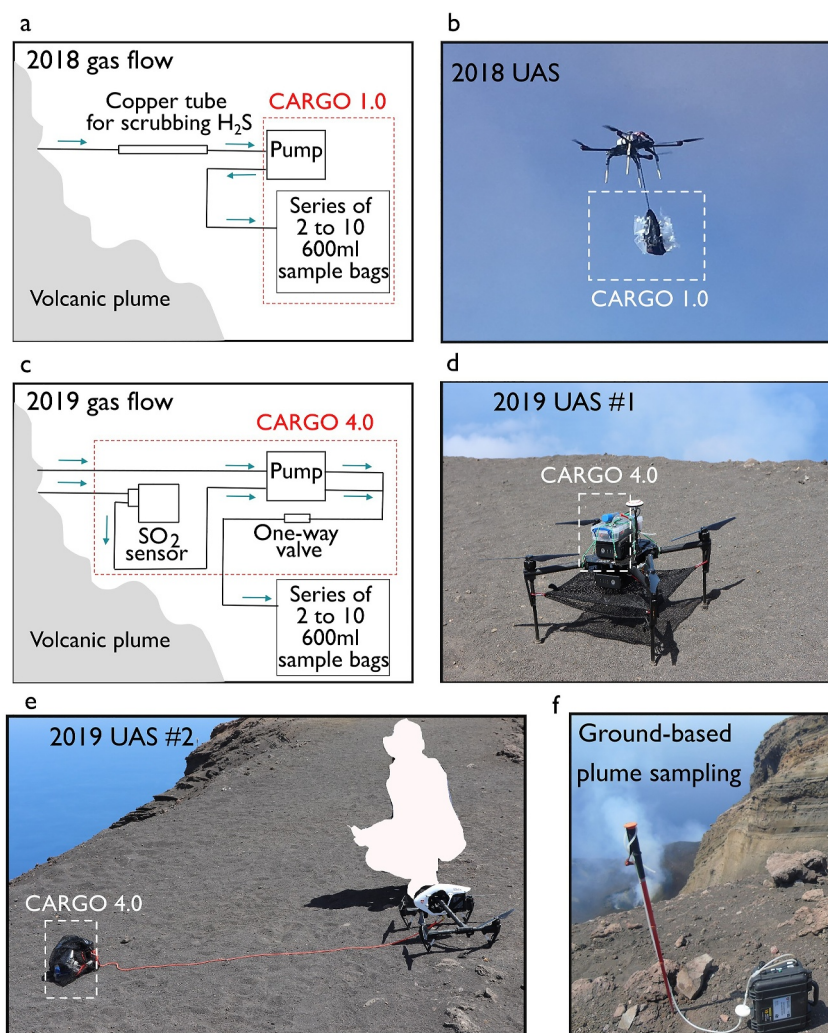 a
2018 gas flow
Copper tube
for scrubbing H₂S
CARGO 1.0
Pump
Series of
2 to 10
600ml
sample bags
Volcanic plume
b
2018 UAS
CARGO 1.0
c
2019 gas flow
CARGO 4.0
Pump
SO₂
sensor
One-way
valve
Series of
2 to 10
600ml
sample bags
Volcanic plume
d
2019 UAS #1
CARGO 4.0
e
2019 UAS #2
CARGO 4.0
f
Ground-based
plume sampling